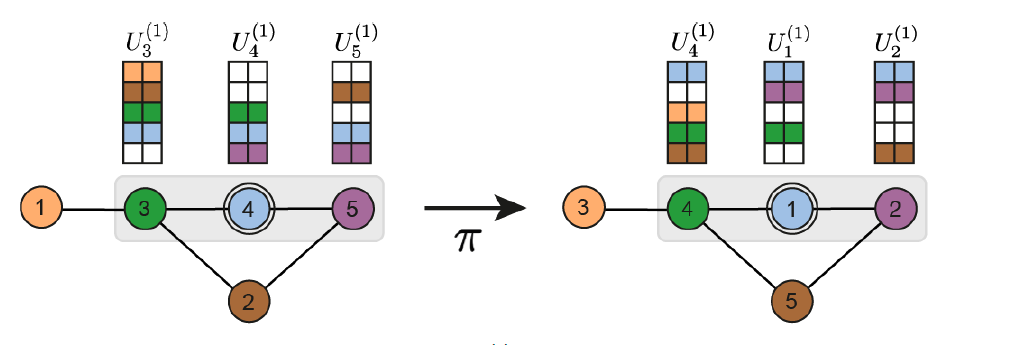 U_3^{(1)} U_4^{(1)} U_5^{(1)} U_4^{(1)} U_1^{(1)} U_2^{(1)}
1 3 4 5 3 4 1 2
π
2 5